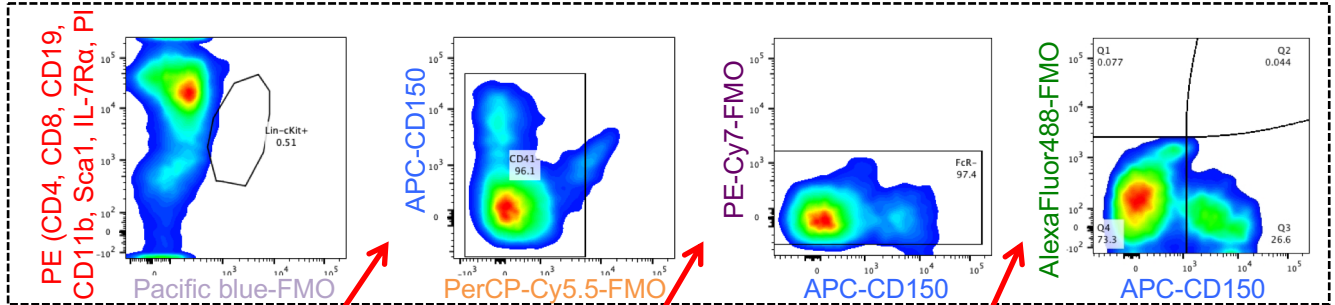 PE (CD4, CD8, CD19,
CD11b, Sca1, IL-7Rα, PI
10⁵
10⁴
10³
10²
0
-10²
Lin-cKit+
0.51
0
10³
10⁴
10⁵
Pacific blue-FMO
APC-CD150
10⁵
10⁴
10³
0
CD41-
96.1
-10³
0
10³
10⁴
10⁵
PerCP-Cy5.5-FMO
PE-Cy7-FMO
10⁵
10⁴
10³
0
FcR-
97.4
0
10³
10⁴
10⁵
APC-CD150
AlexaFluor488-FMO
10⁵
10⁴
10³
10²
0
-10²
Q1
0.077
Q2
0.044
Q4
73.3
Q3
26.6
0
10³
10⁴
10⁵
APC-CD150